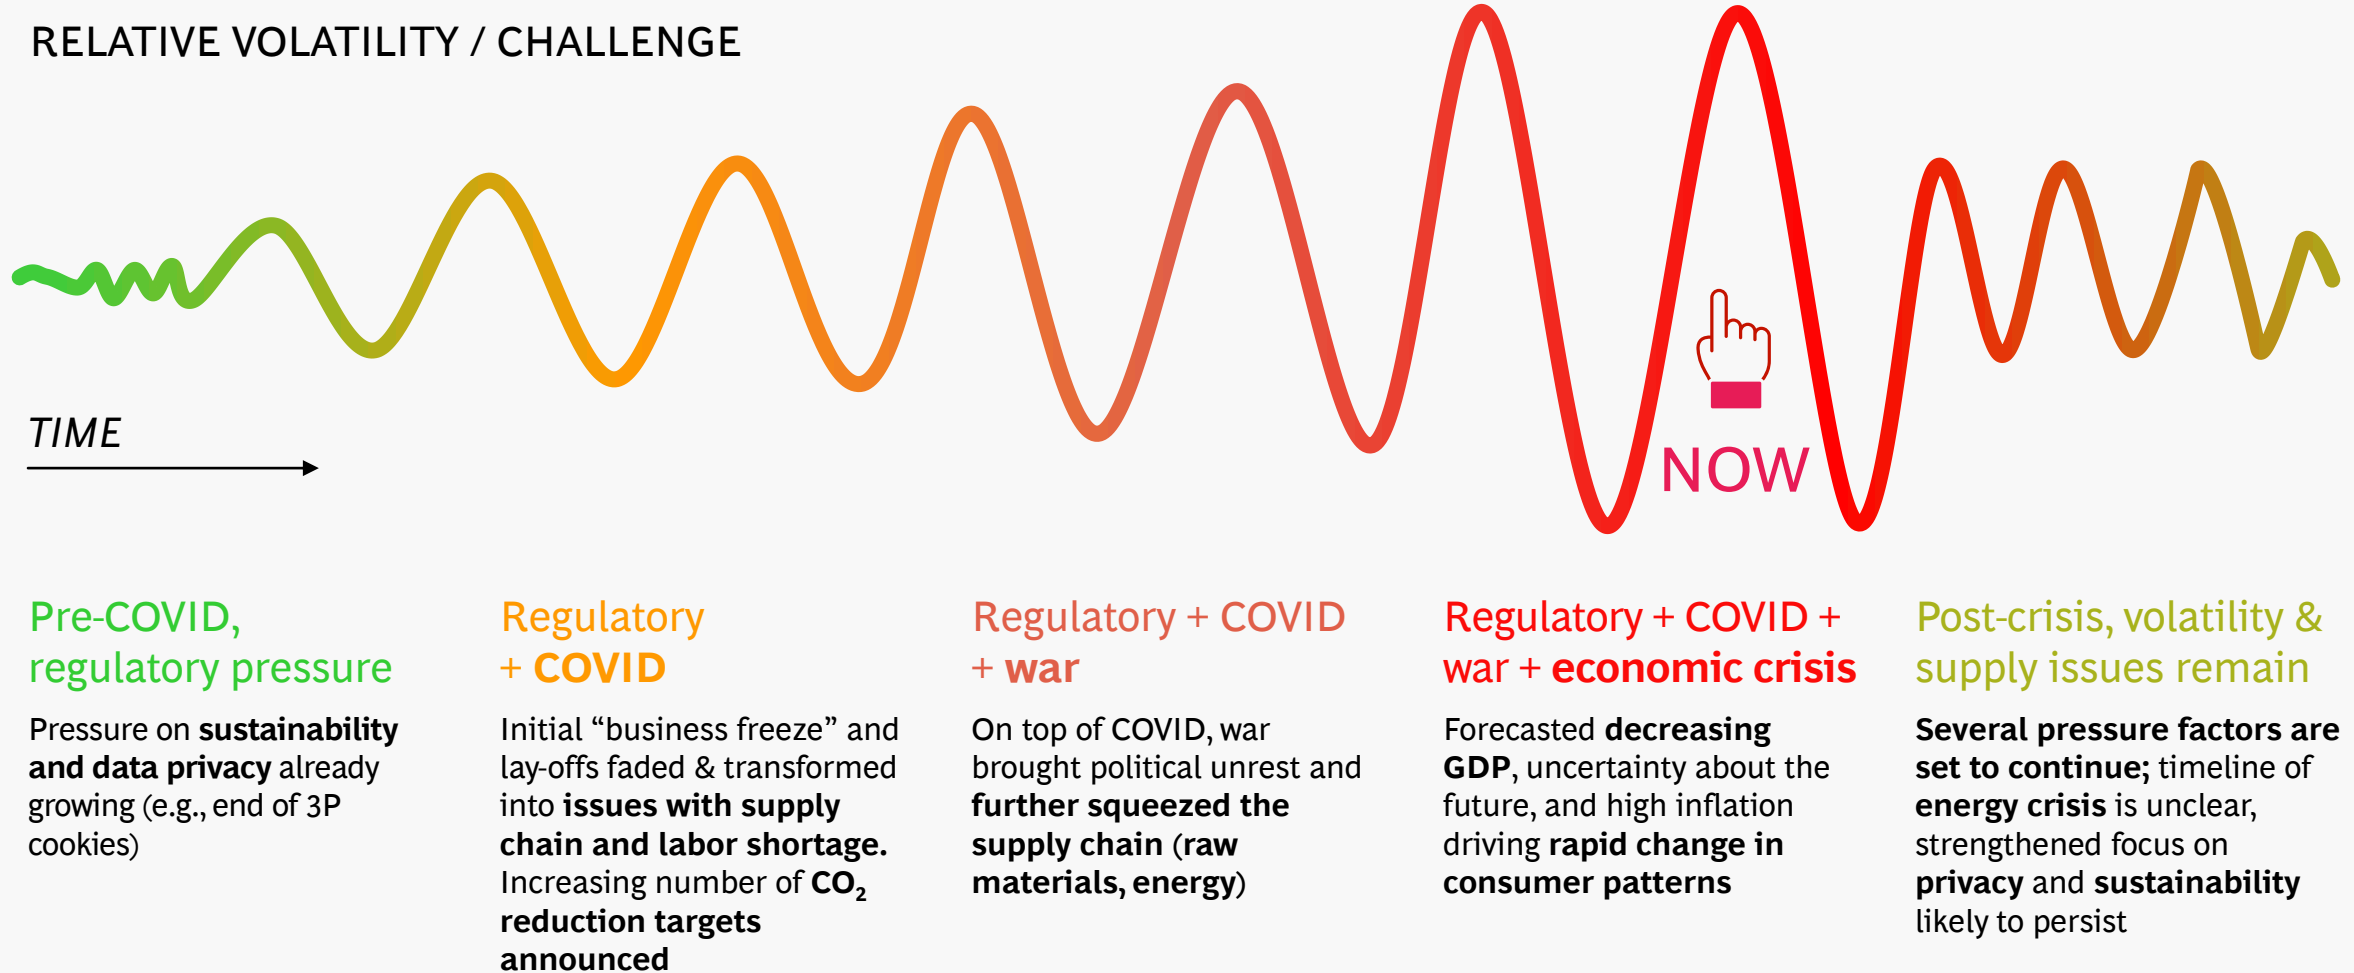 RELATIVE VOLATILITY / CHALLENGE
TIME
NOW
Pre-COVID,
regulatory pressure
Pressure on sustainability
and data privacy already
growing (e.g., end of 3P
cookies)
Regulatory
+ COVID
Initial “business freeze” and
lay-offs faded & transformed
into issues with supply
chain and labor shortage.
Increasing number of CO₂
reduction targets
announced
Regulatory + COVID
+ war
On top of COVID, war
brought political unrest and
further squeezed the
supply chain (raw
materials, energy)
Regulatory + COVID +
war + economic crisis
Forecasted decreasing
GDP, uncertainty about the
future, and high inflation
driving rapid change in
consumer patterns
Post-crisis, volatility &
supply issues remain
Several pressure factors are
set to continue; timeline of
energy crisis is unclear,
strengthened focus on
privacy and sustainability
likely to persist